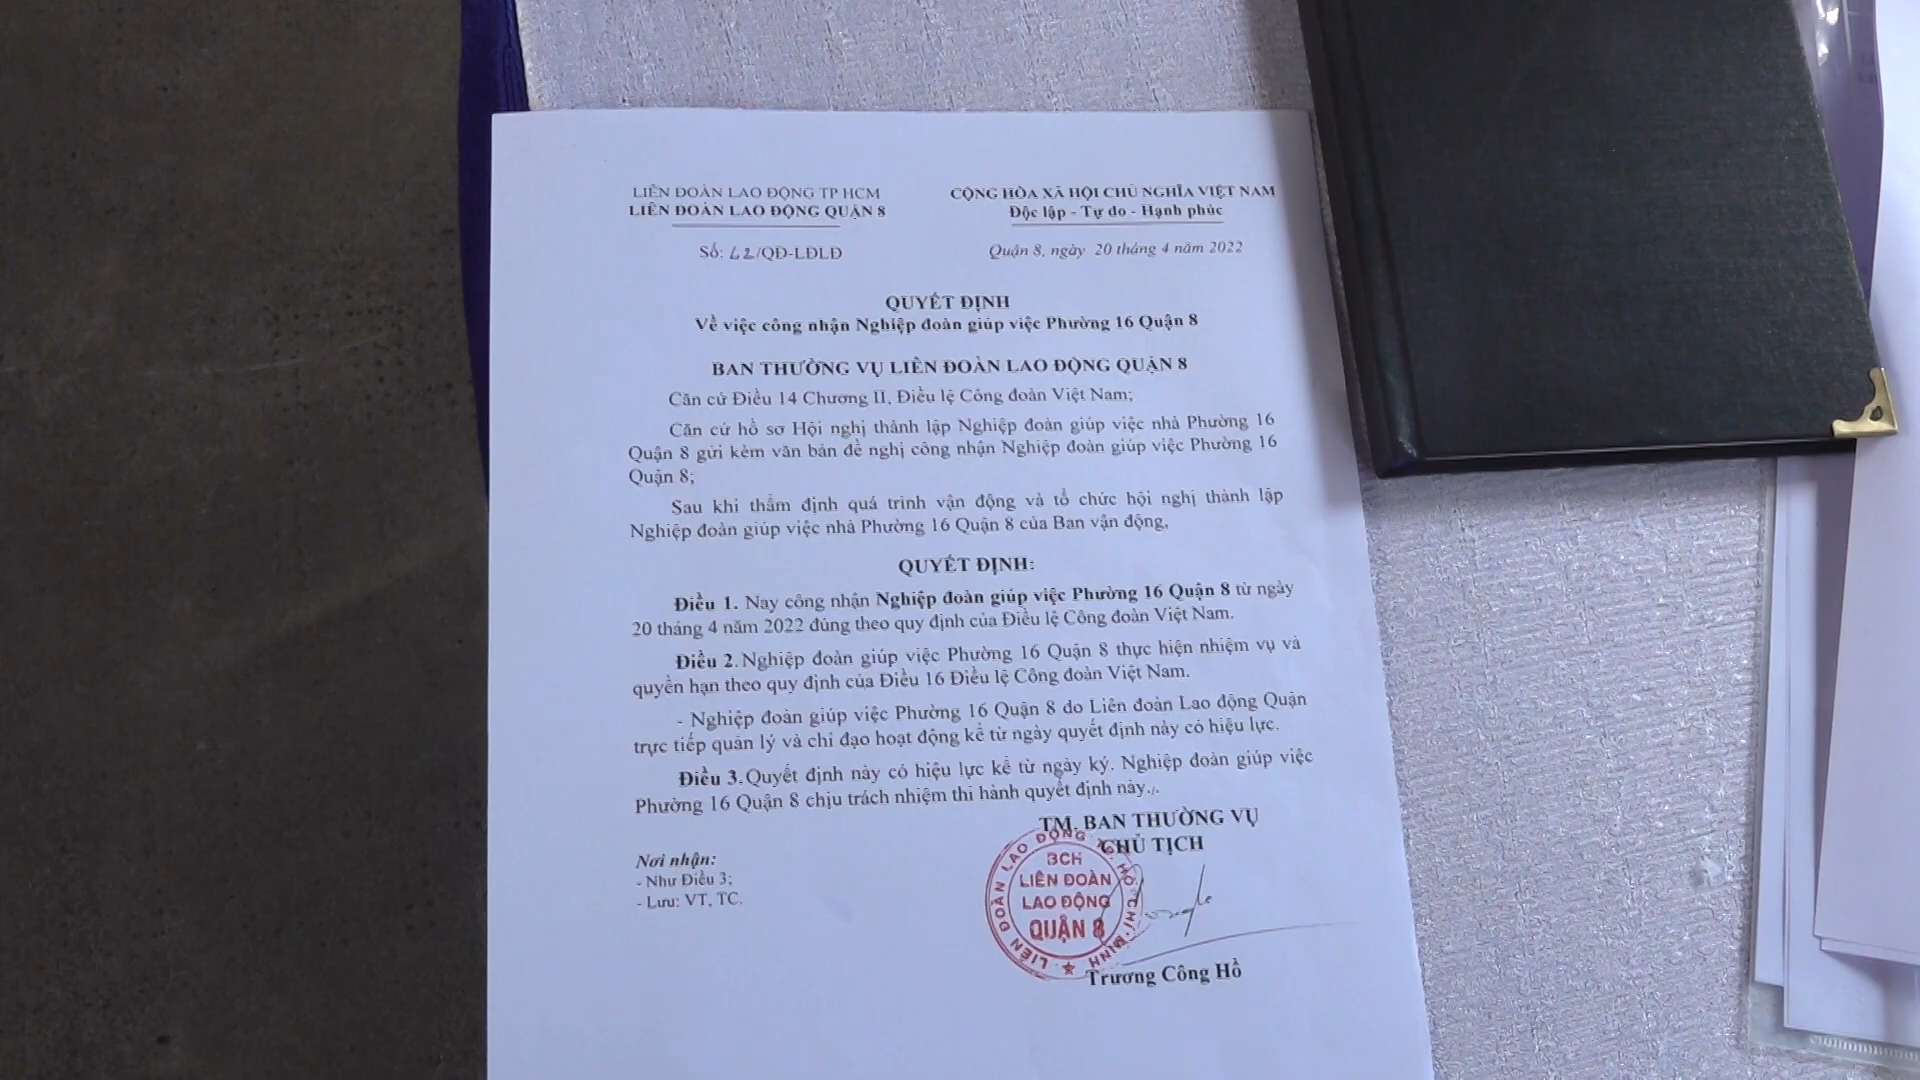 LIÊN ĐOÀN LAO ĐỘNG TP HCM
LIÊN ĐOÀN LAO ĐỘNG QUẬN 8
Số: 42/QĐ-LĐLĐ
CỘNG HÒA XÃ HỘI CHỦ NGHĨA VIỆT NAM
Độc lập - Tự do - Hạnh phúc
Quận 8, ngày 20 tháng 4 năm 2022
QUYẾT ĐỊNH
Về việc công nhận Nghiệp đoàn giúp việc Phường 16 Quận 8
BAN THƯỜNG VỤ LIÊN ĐOÀN LAO ĐỘNG QUẬN 8
Căn cứ Điều 14 Chương II, Điều lệ Công đoàn Việt Nam;
Căn cứ hồ sơ Hội nghị thành lập Nghiệp đoàn giúp việc nhà Phường 16
Quận 8 gửi kèm văn bản đề nghị công nhận Nghiệp đoàn giúp việc Phường 16
Quận 8;
Sau khi thẩm định quá trình vận động và tổ chức hội nghị thành lập
Nghiệp đoàn giúp việc nhà Phường 16 Quận 8 của Ban vận động,
QUYẾT ĐỊNH:
Điều 1. Nay công nhận Nghiệp đoàn giúp việc Phường 16 Quận 8 từ ngày
20 tháng 4 năm 2022 đúng theo quy định của Điều lệ Công đoàn Việt Nam.
Điều 2. Nghiệp đoàn giúp việc Phường 16 Quận 8 thực hiện nhiệm vụ và
quyền hạn theo quy định của Điều 16 Điều lệ Công đoàn Việt Nam.
- Nghiệp đoàn giúp việc Phường 16 Quận 8 do Liên đoàn Lao động Quận
trực tiếp quản lý và chỉ đạo hoạt động kể từ ngày quyết định này có hiệu lực.
Điều 3. Quyết định này có hiệu lực kể từ ngày ký. Nghiệp đoàn giúp việc
Phường 16 Quận 8 chịu trách nhiệm thi hành quyết định này./.
Nơi nhận:
- Như Điều 3;
- Lưu: VT, TC.
TM. BAN THƯỜNG VỤ
CHỦ TỊCH
LIÊN ĐOÀN LAO ĐỘNG TP. HỒ CHÍ MINH
BCH
LIÊN ĐOÀN
LAO ĐỘNG
QUẬN 8
Trương Công Hồ